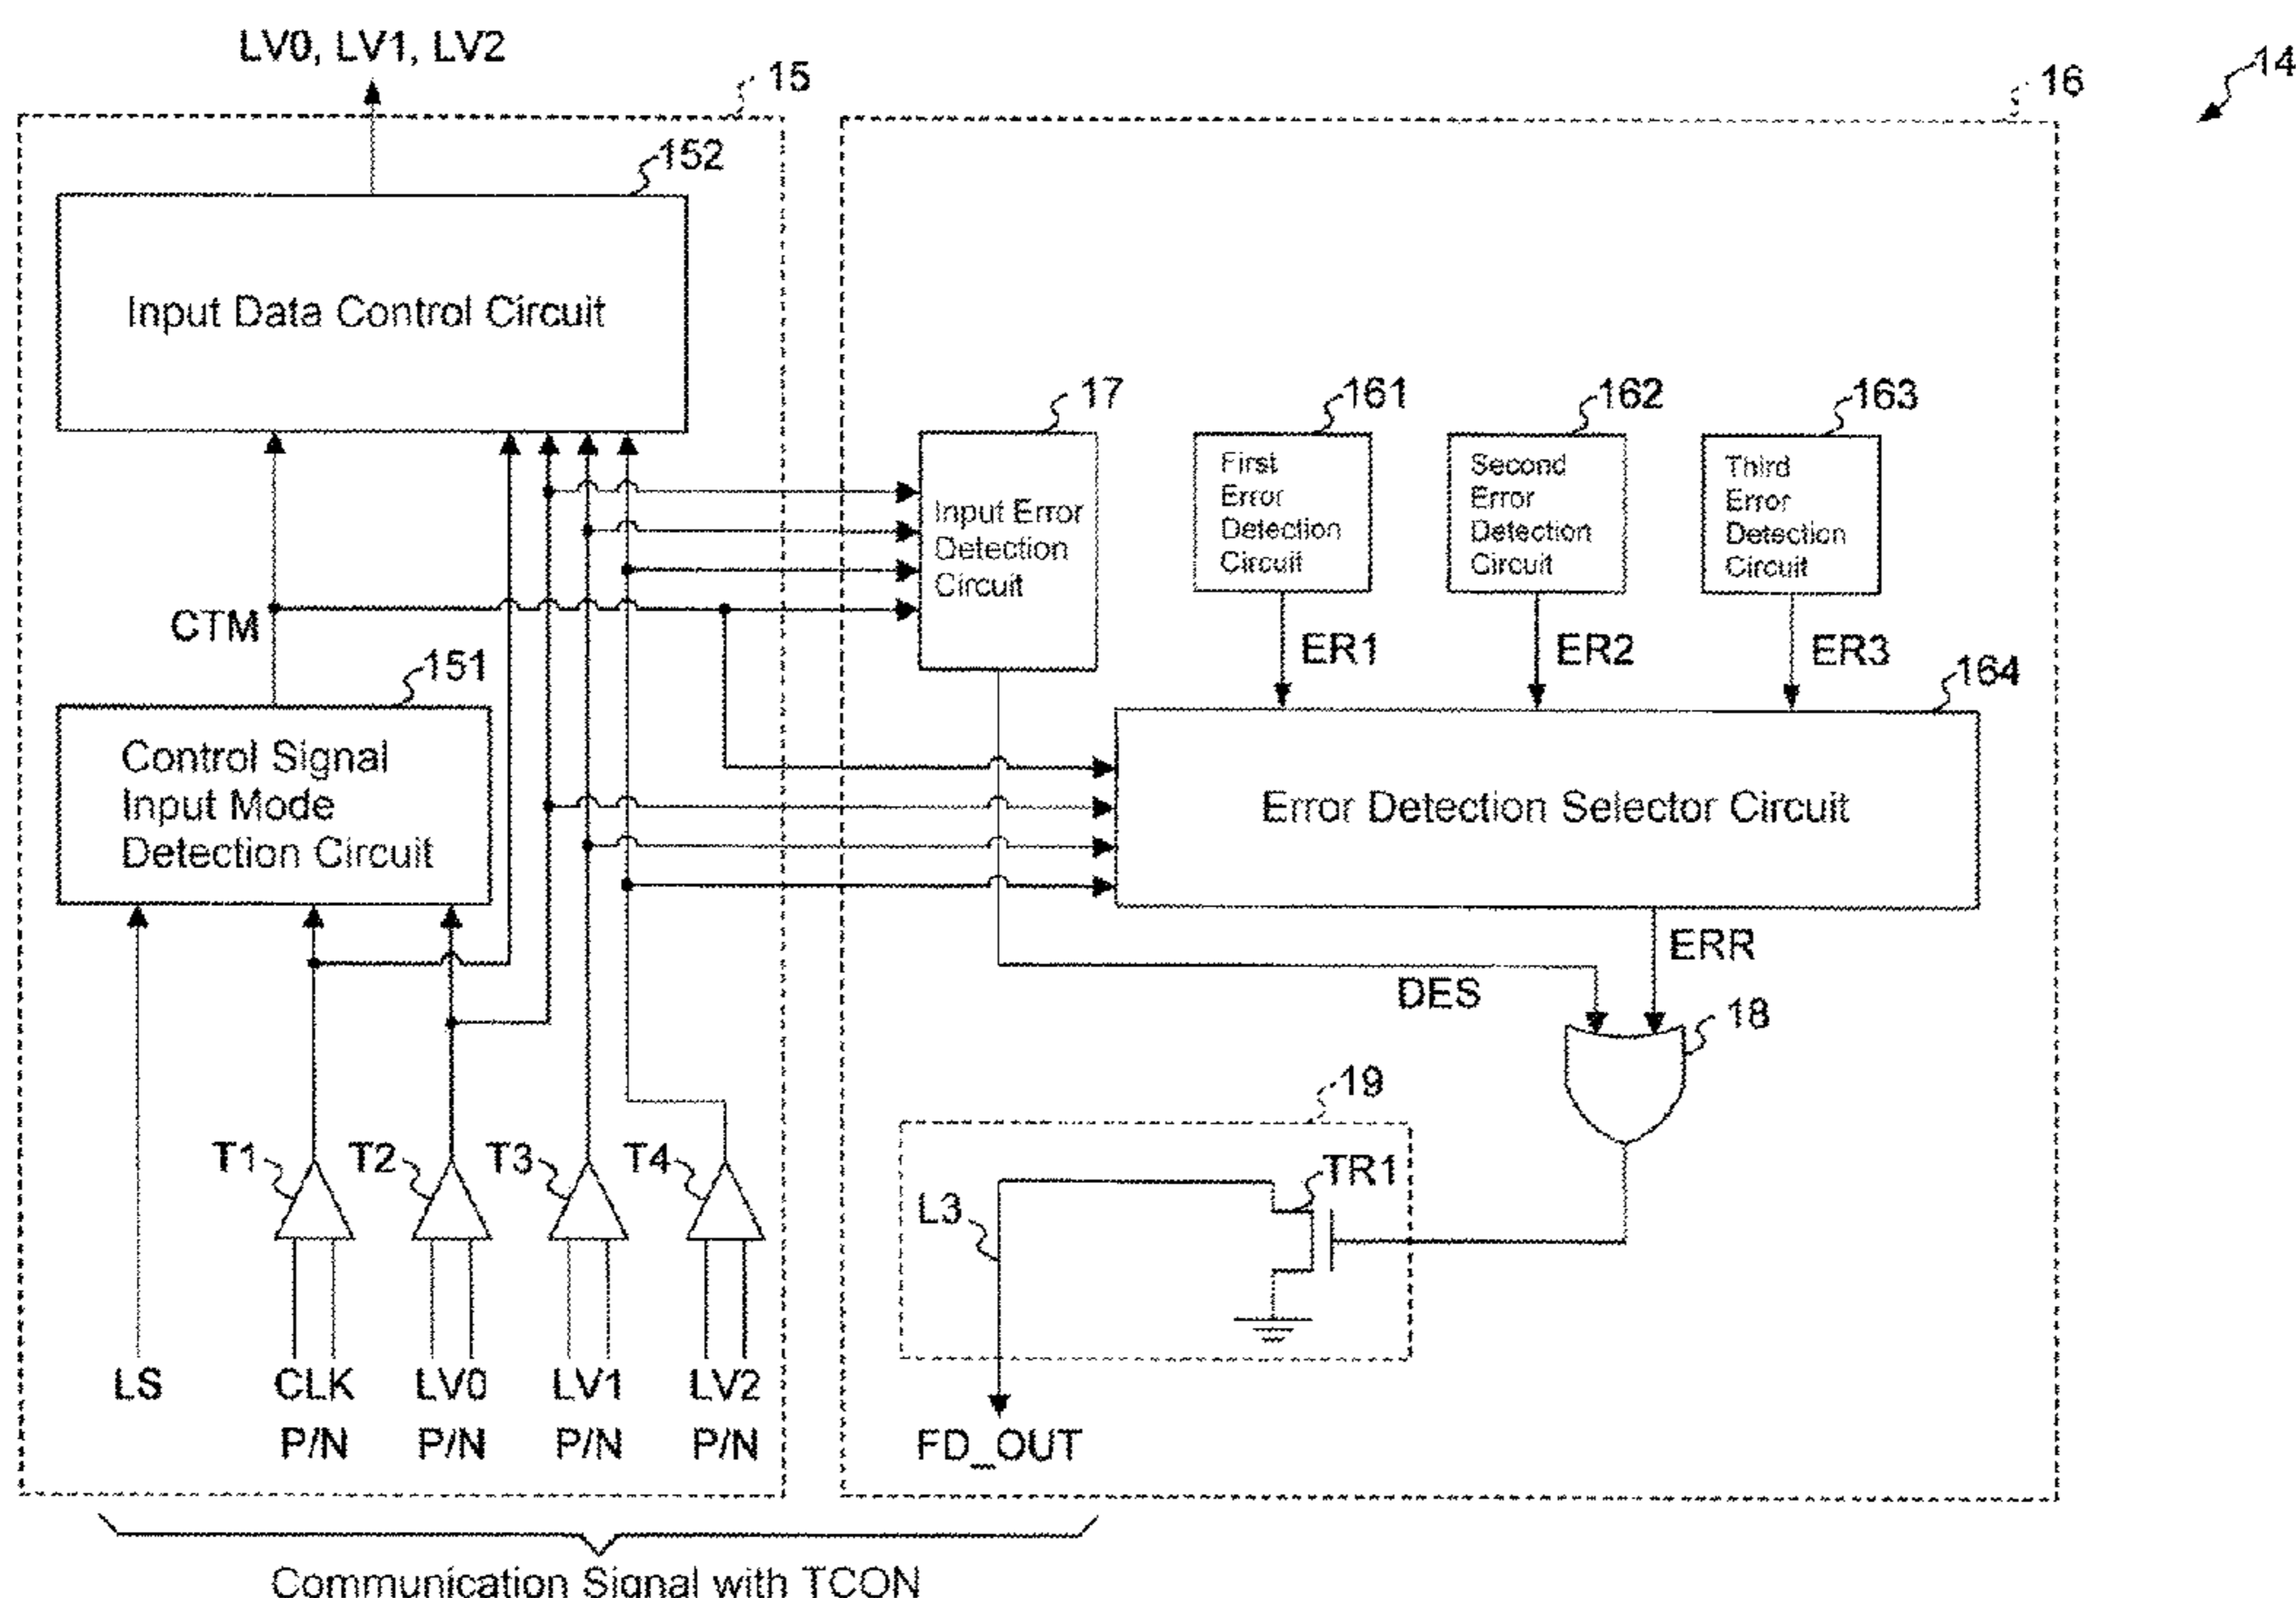 LV0, LV1, LV2
15
16
14
152
Input Data Control Circuit
17
161
162
163
Input Error
Detection
Circuit
First
Error
Detection
Circuit
Second
Error
Detection
Circuit
Third
Error
Detection
Circuit
CTM
ER1
ER2
ER3
151
164
Control Signal
Input Mode
Detection Circuit
Error Detection Selector Circuit
ERR
DES
18
19
T1
T2
T3
T4
TR1
L3
LS
CLK
P/N
LV0
P/N
LV1
P/N
LV2
P/N
FD_OUT
Communication Signal with TCON